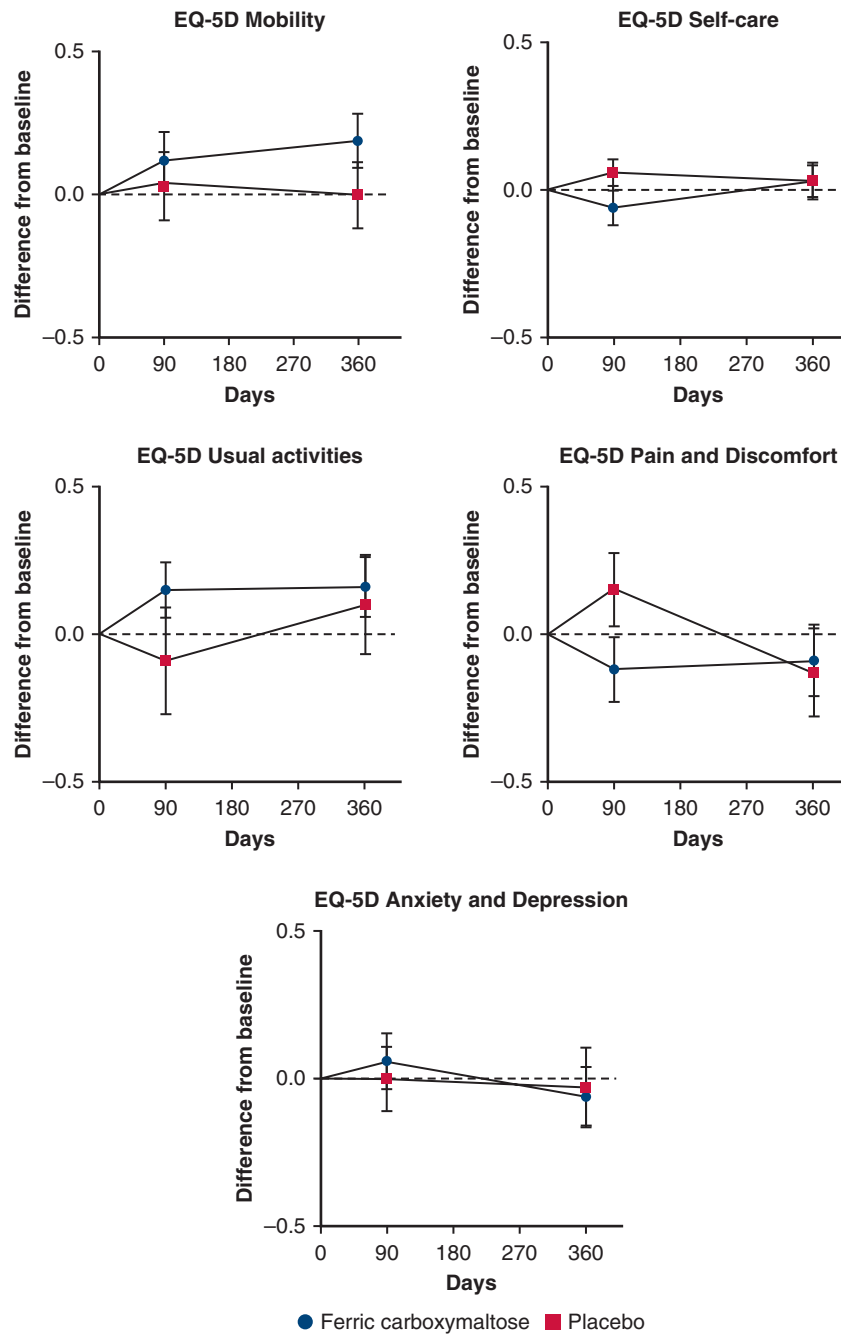 EQ-5D Mobility
Difference from baseline
0.5
0.0
–0.5
0 90 180 270 360
Days
EQ-5D Self-care
Difference from baseline
0.5
0.0
–0.5
0 90 180 270 360
Days
EQ-5D Usual activities
Difference from baseline
0.5
0.0
–0.5
0 90 180 270 360
Days
EQ-5D Pain and Discomfort
Difference from baseline
0.5
0.0
–0.5
0 90 180 270 360
Days
EQ-5D Anxiety and Depression
Difference from baseline
0.5
0.0
–0.5
0 90 180 270 360
Days
Ferric carboxymaltose Placebo